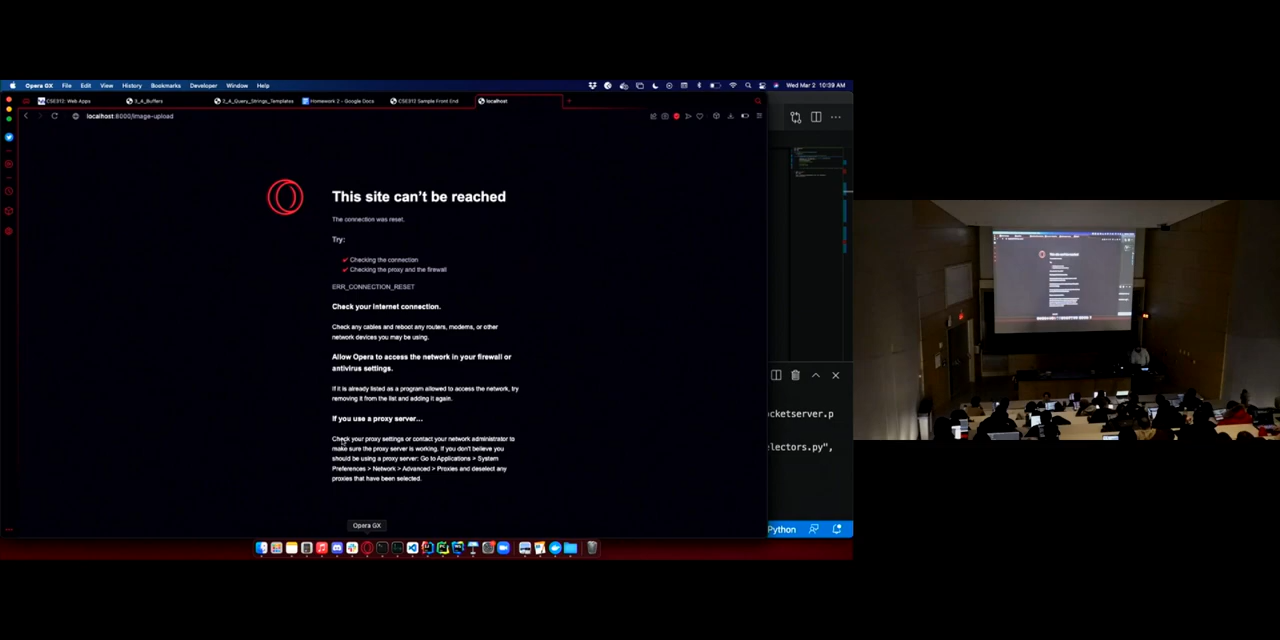 Opera GX File Edit View History Bookmarks Developer Window Help
Wed Mar 2 10:39 AM
CSE312: Web Apps
3_4_Buffers
2_4_Query_Strings_Templates
Homework 2 - Google Docs
CSE312 Sample Front End
localhost
localhost:8000/image-upload
This site can't be reached
The connection was reset.
Try:
Checking the connection
Checking the proxy and the firewall
ERR_CONNECTION_RESET
Check your internet connection.
Check any cables and reboot any routers, modems, or other
network devices you may be using.
Allow Opera to access the network in your firewall or
antivirus settings.
If it is already listed as a program allowed to access the network, try
removing it from the list and adding it again.
If you use a proxy server...
Check your proxy settings or contact your network administrator to
make sure the proxy server is working. If you don't believe you
should be using a proxy server: Go to Applications > System
Preferences > Network > Advanced > Proxies and deselect any
proxies that have been selected.
Opera GX
ocketserver.p
electors.py",
Python